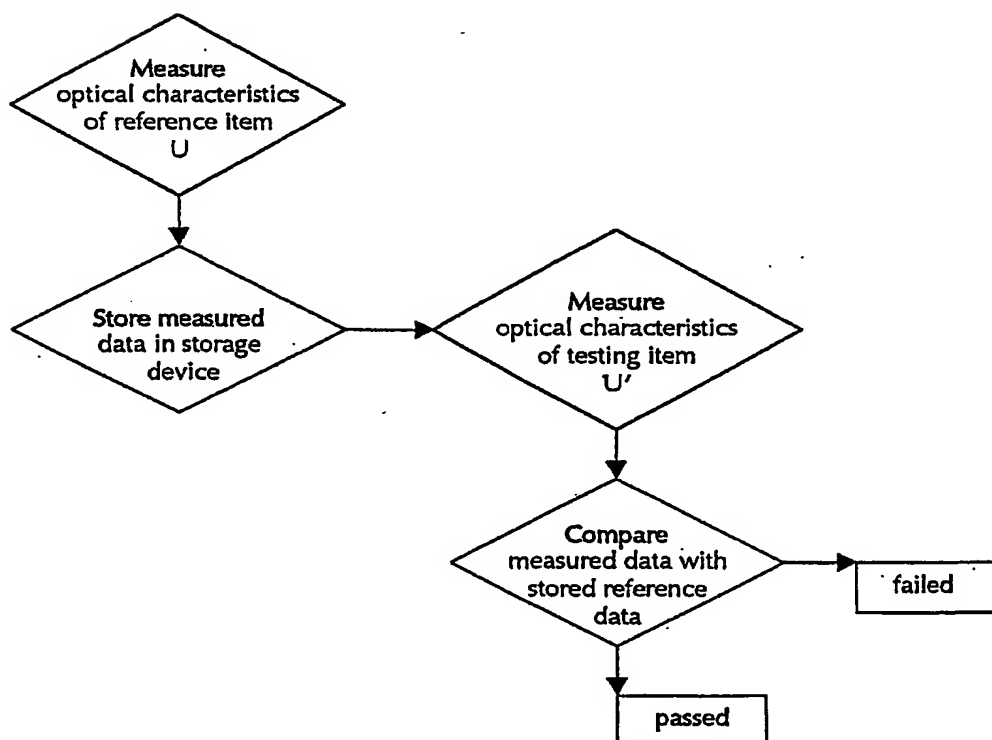 Measure
optical characteristics
of reference item
U
Store measured
data in storage
device
Measure
optical characteristics
of testing item
U'
Compare
measured data with
stored reference
data
failed
passed